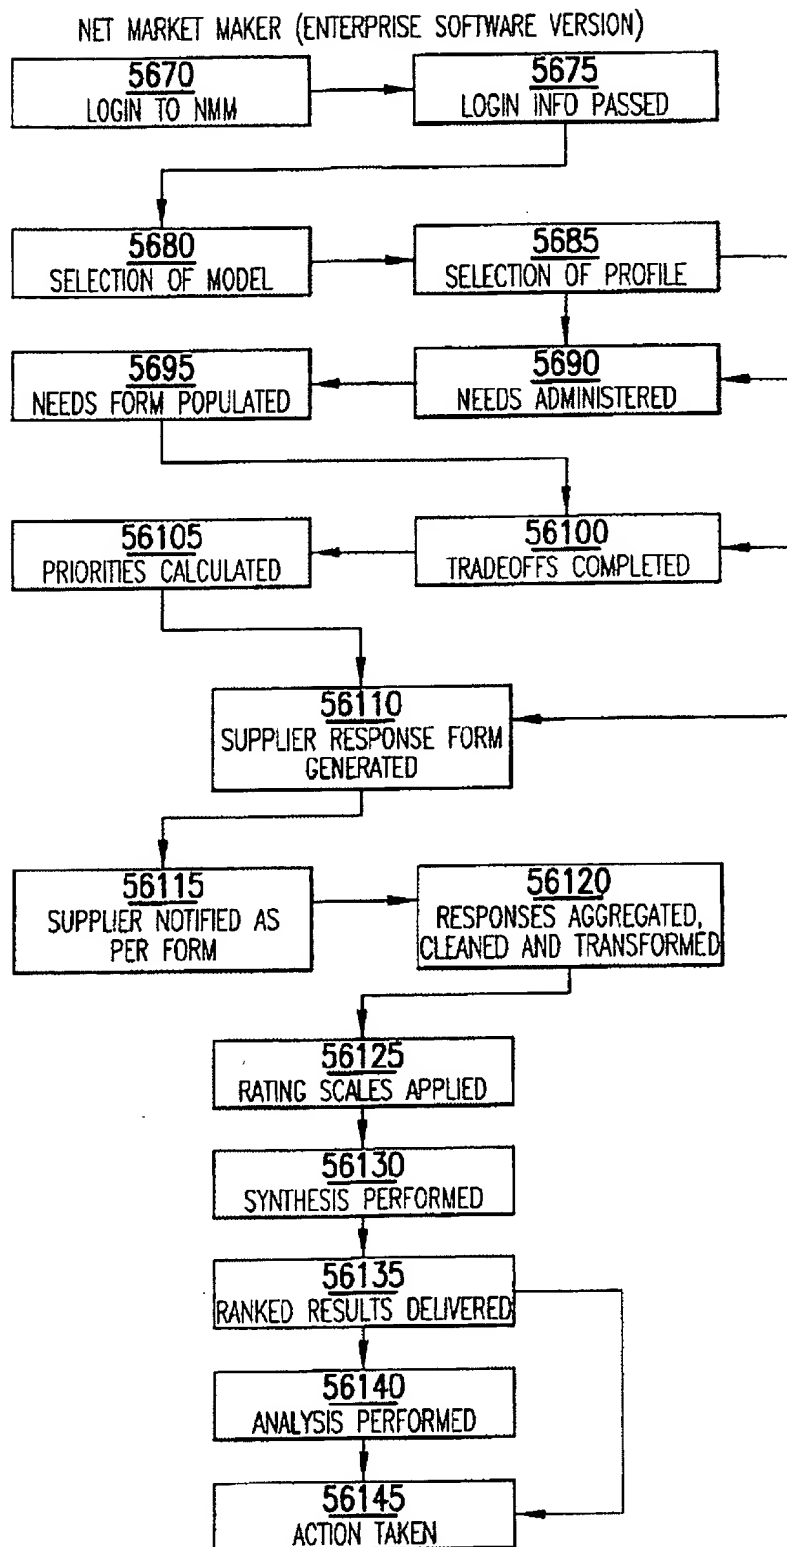 NET MARKET MAKER (ENTERPRISE SOFTWARE VERSION)
5670
LOGIN TO NMM
5675
LOGIN INFO PASSED
5680
SELECTION OF MODEL
5685
SELECTION OF PROFILE
5695
NEEDS FORM POPULATED
5690
NEEDS ADMINISTERED
56105
PRIORITIES CALCULATED
56100
TRADEOFFS COMPLETED
56110
SUPPLIER RESPONSE FORM
GENERATED
56115
SUPPLIER NOTIFIED AS
PER FORM
56120
RESPONSES AGGREGATED,
CLEANED AND TRANSFORMED
56125
RATING SCALES APPLIED
56130
SYNTHESIS PERFORMED
56135
RANKED RESULTS DELIVERED
56140
ANALYSIS PERFORMED
56145
ACTION TAKEN